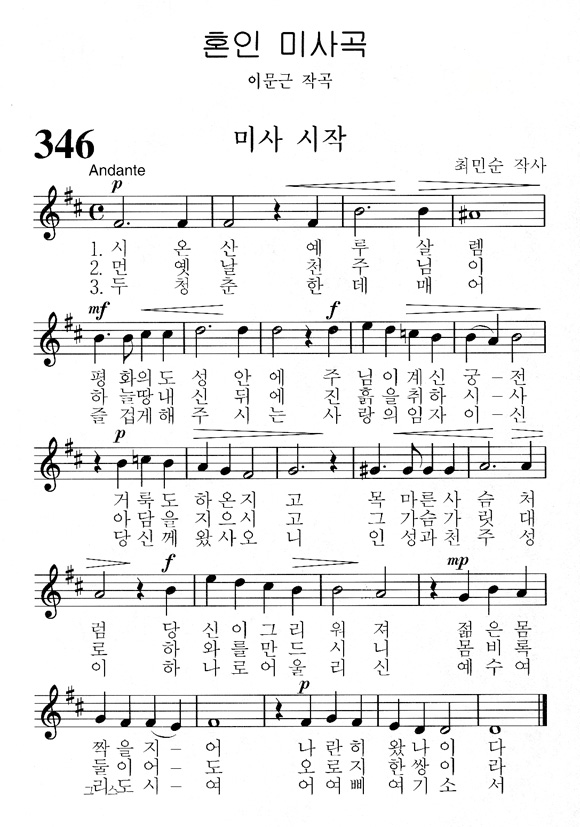 혼인 미사곡
이문근 작곡
346
미사 시작
Andante
최민순 작사
p
1. 시 온 산 예 루 살 렘
2. 먼 옛 날 천 주 님 이
3. 두 청 춘 한 데 매 어
mf f
평 화의 도 성 안 에 주 님 이 계 신 궁 - 전
하 늘땅 내 신 뒤 에 진 흙 을 취 하 시 - 사
즐 겁게 해 주 시 는 사 랑 의 임 자 이 - 신
p
거 룩 도 하 온 지 고 목 마 른 사 슴 처
아 담 을 지 으 시 고 그 가 슴 가 릿 대
당 신 께 왔 사 오 니 인 성 과 천 주 성
f mp
럼 당 신 이 그 리 워 져 젊 은 몸
로 하 와 를 만 드 시 니 몸 비 록
이 하 나 로 어 울 리 신 예 수 여
p
짝 을 지 - 어 나 란 히 왔 나 이 다
둘 이 어 - 도 오 로 지 한 쌍 이 라
그리스도 시 - 여 어 여 삐 여 기 소 서